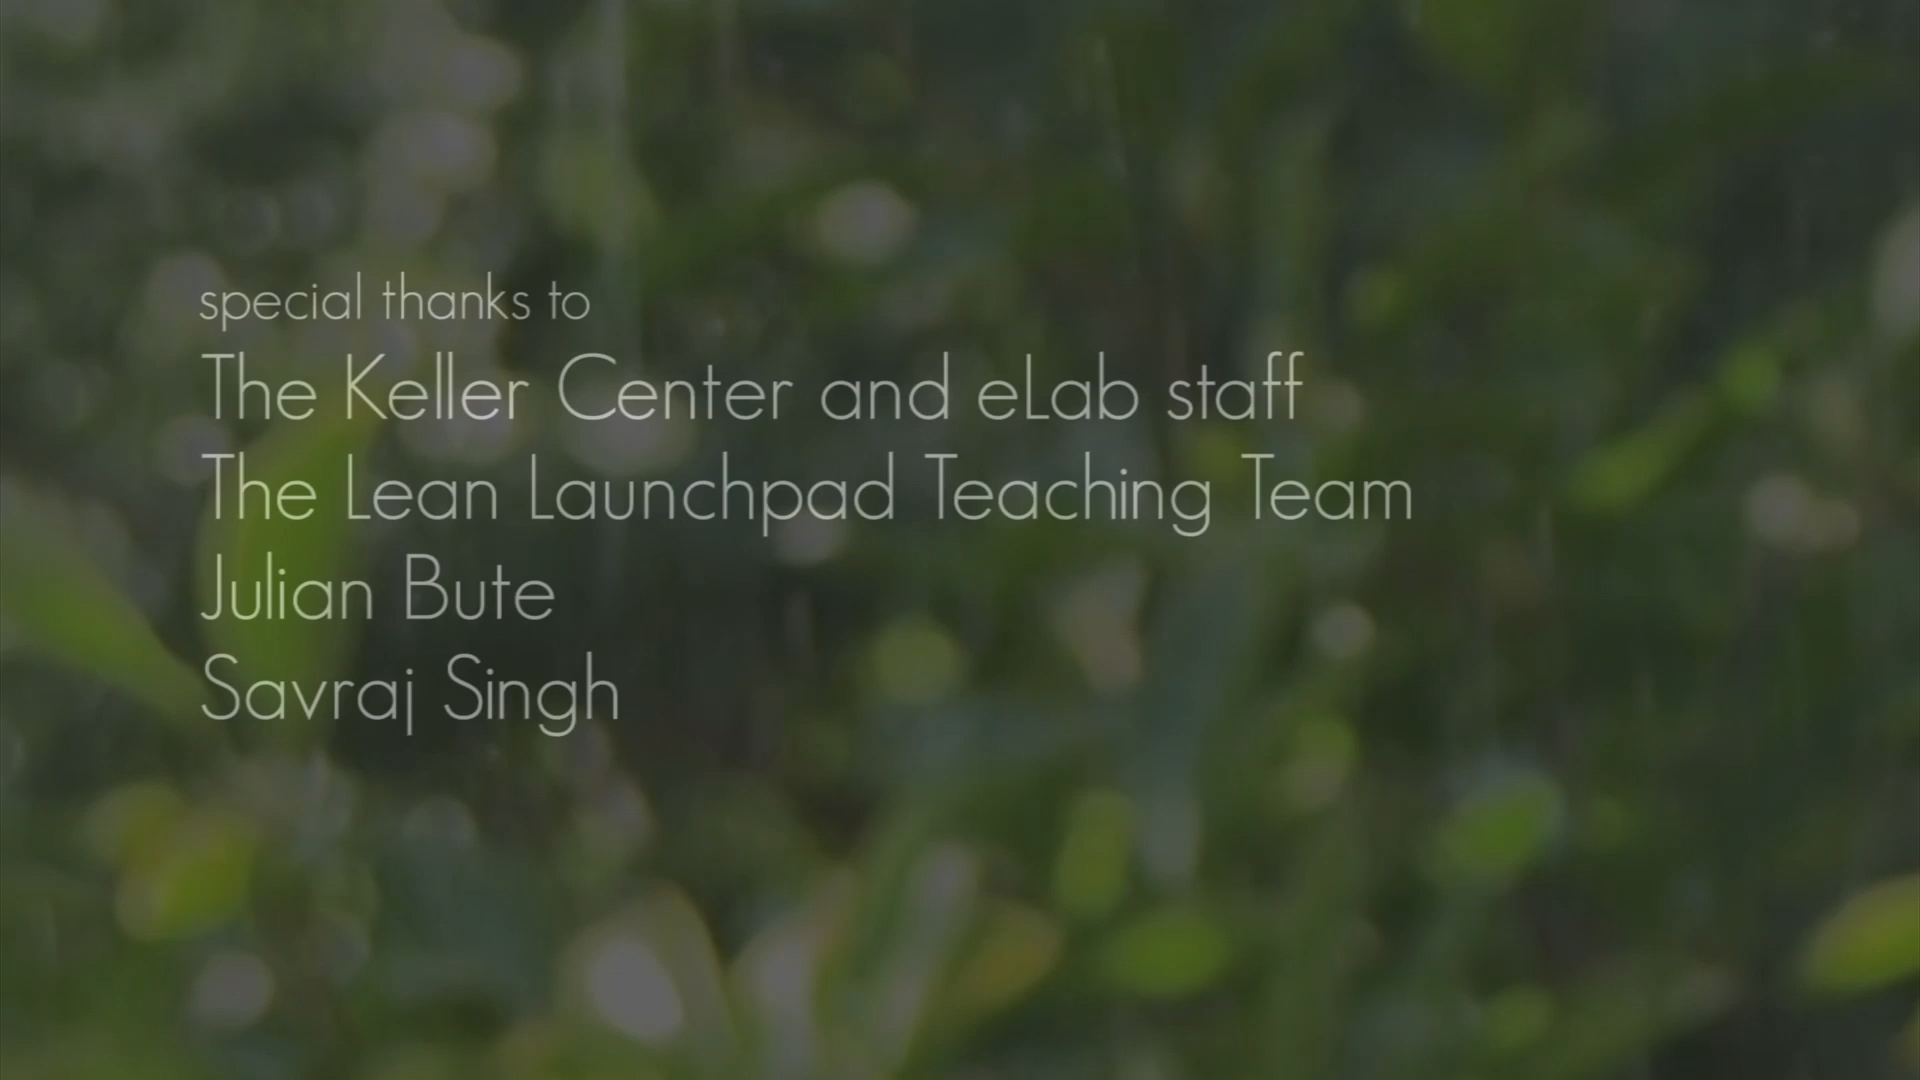 special thanks to
The Keller Center and eLab staff
The Lean Launchpad Teaching Team
Julian Bute
Savraj Singh